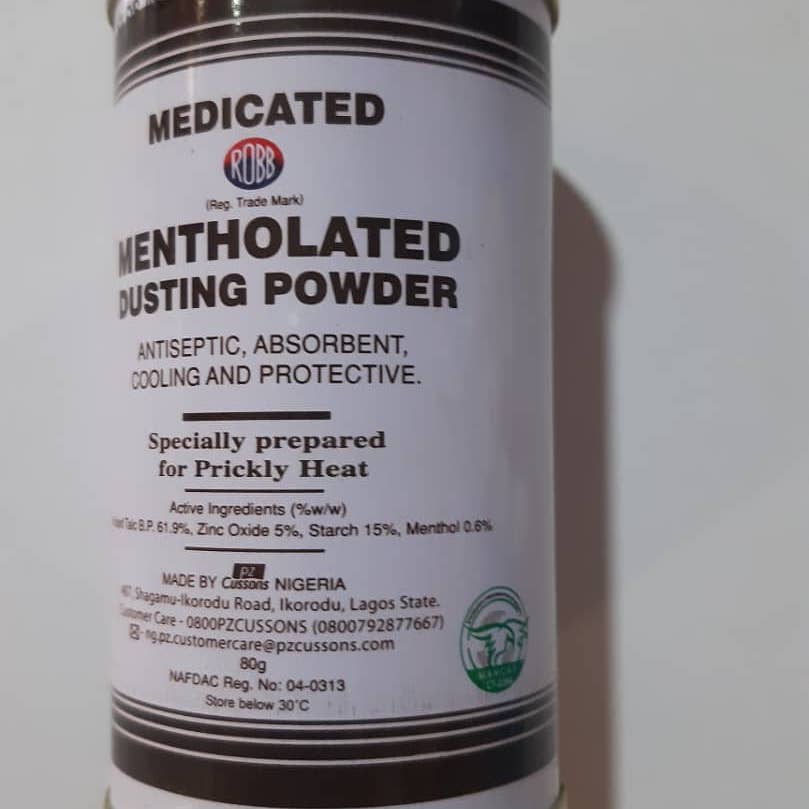 MEDICATED
ROBB
(Reg. Trade Mark)
MENTHOLATED
DUSTING POWDER
ANTISEPTIC, ABSORBENT,
COOLING AND PROTECTIVE.
Specially prepared
for Prickly Heat
Active Ingredients (%w/w)
Talc B.P. 61.9%, Zinc Oxide 5%, Starch 15%, Menthol 0.6%
MADE BY pz Cussons NIGERIA
Shagamu-Ikorodu Road, Ikorodu, Lagos State.
Customer Care - 0800PZCUSSONS (0800792877667)
ng.pz.customercare@pzcussons.com
80g
NAFDAC Reg. No: 04-0313
Store below 30°C